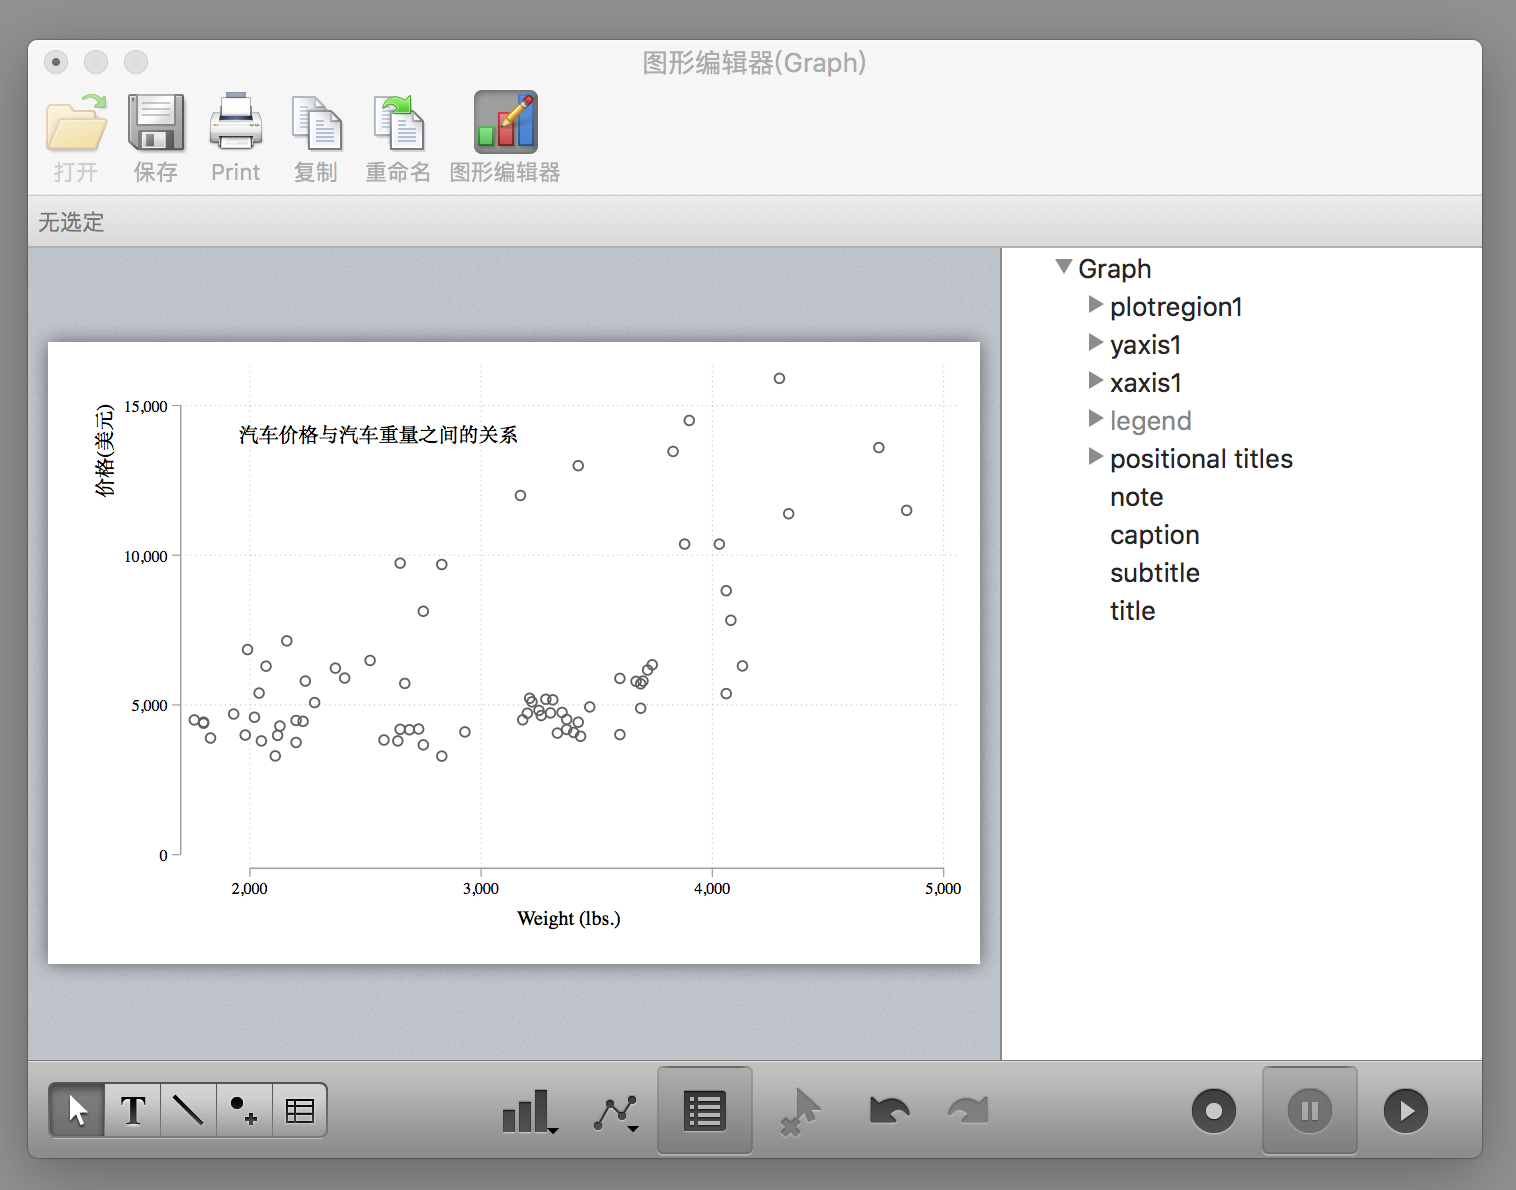 图形编辑器(Graph)
打开
保存
Print
复制
重命名
图形编辑器
无选定
汽车价格与汽车重量之间的关系
价格(美元)
15,000
10,000
5,000
0
2,000
3,000
4,000
5,000
Weight (lbs.)
Graph
plotregion1
yaxis1
xaxis1
legend
positional titles
note
caption
subtitle
title
T